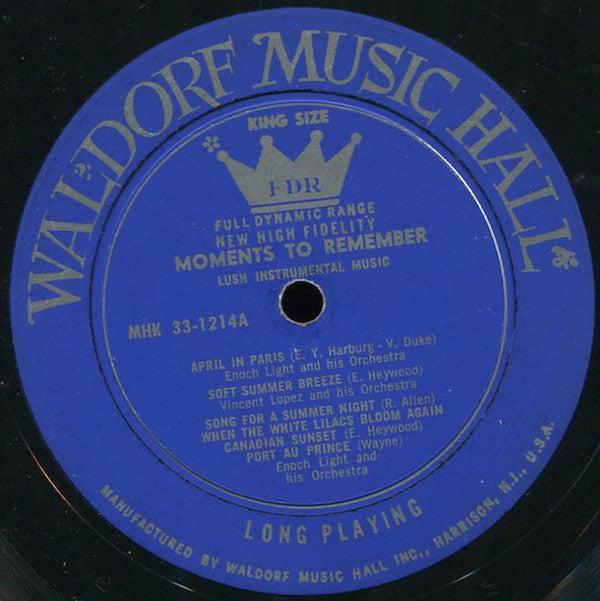 WALDORF MUSIC HALL
KING SIZE
FDR
FULL DYNAMIC RANGE
NEW HIGH FIDELITY
MOMENTS TO REMEMBER
LUSH INSTRUMENTAL MUSIC
MHK 33-1214A
APRIL IN PARIS (E. Y. Harburg - V. Duke)
Enoch Light and his Orchestra
SOFT SUMMER BREEZE (E. Heywood)
Vincent Lopez and his Orchestra
SONG FOR A SUMMER NIGHT (R. Allen)
WHEN THE WHITE LILACS BLOOM AGAIN
CANADIAN SUNSET (E. Heywood)
PORT AU PRINCE (Wayne)
Enoch Light and
his Orchestra
LONG PLAYING
MANUFACTURED BY WALDORF MUSIC HALL INC., HARRISON, N.J., U.S.A.